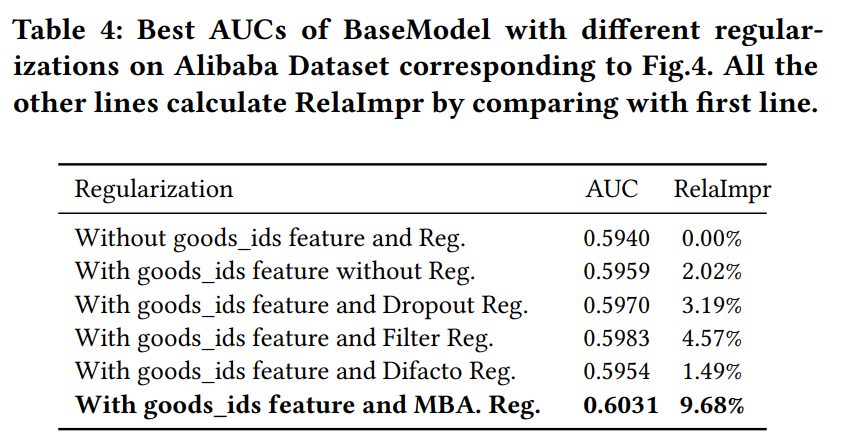 Table 4: Best AUCs of BaseModel with different regular-
izations on Alibaba Dataset corresponding to Fig.4. All the
other lines calculate RelaImpr by comparing with first line.
Regularization AUC RelaImpr
Without goods_ids feature and Reg. 0.5940 0.00%
With goods_ids feature without Reg. 0.5959 2.02%
With goods_ids feature and Dropout Reg. 0.5970 3.19%
With goods_ids feature and Filter Reg. 0.5983 4.57%
With goods_ids feature and Difacto Reg. 0.5954 1.49%
With goods_ids feature and MBA. Reg. 0.6031 9.68%